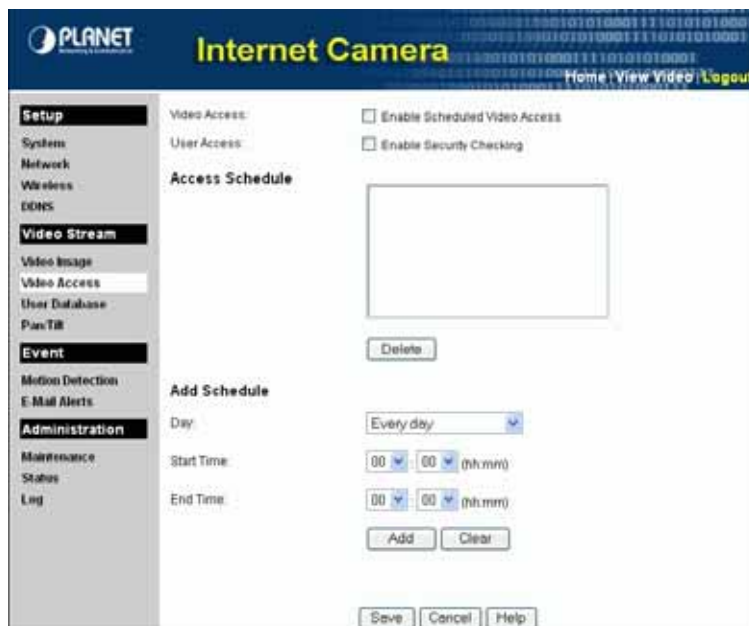 PLANET
Networking & Communication
Internet Camera
Home | View Video | Logout
Setup
System
Network
Wireless
DDNS
Video Stream
Video Image
Video Access
User Database
Pan/Tilt
Event
Motion Detection
E-Mail Alerts
Administration
Maintenance
Status
Log
Video Access:
Enable Scheduled Video Access
User Access:
Enable Security Checking
Access Schedule
Delete
Add Schedule
Day:
Every day
Start Time:
00 : 00 (hh:mm)
End Time:
00 : 00 (hh:mm)
Add Clear
Save Cancel Help